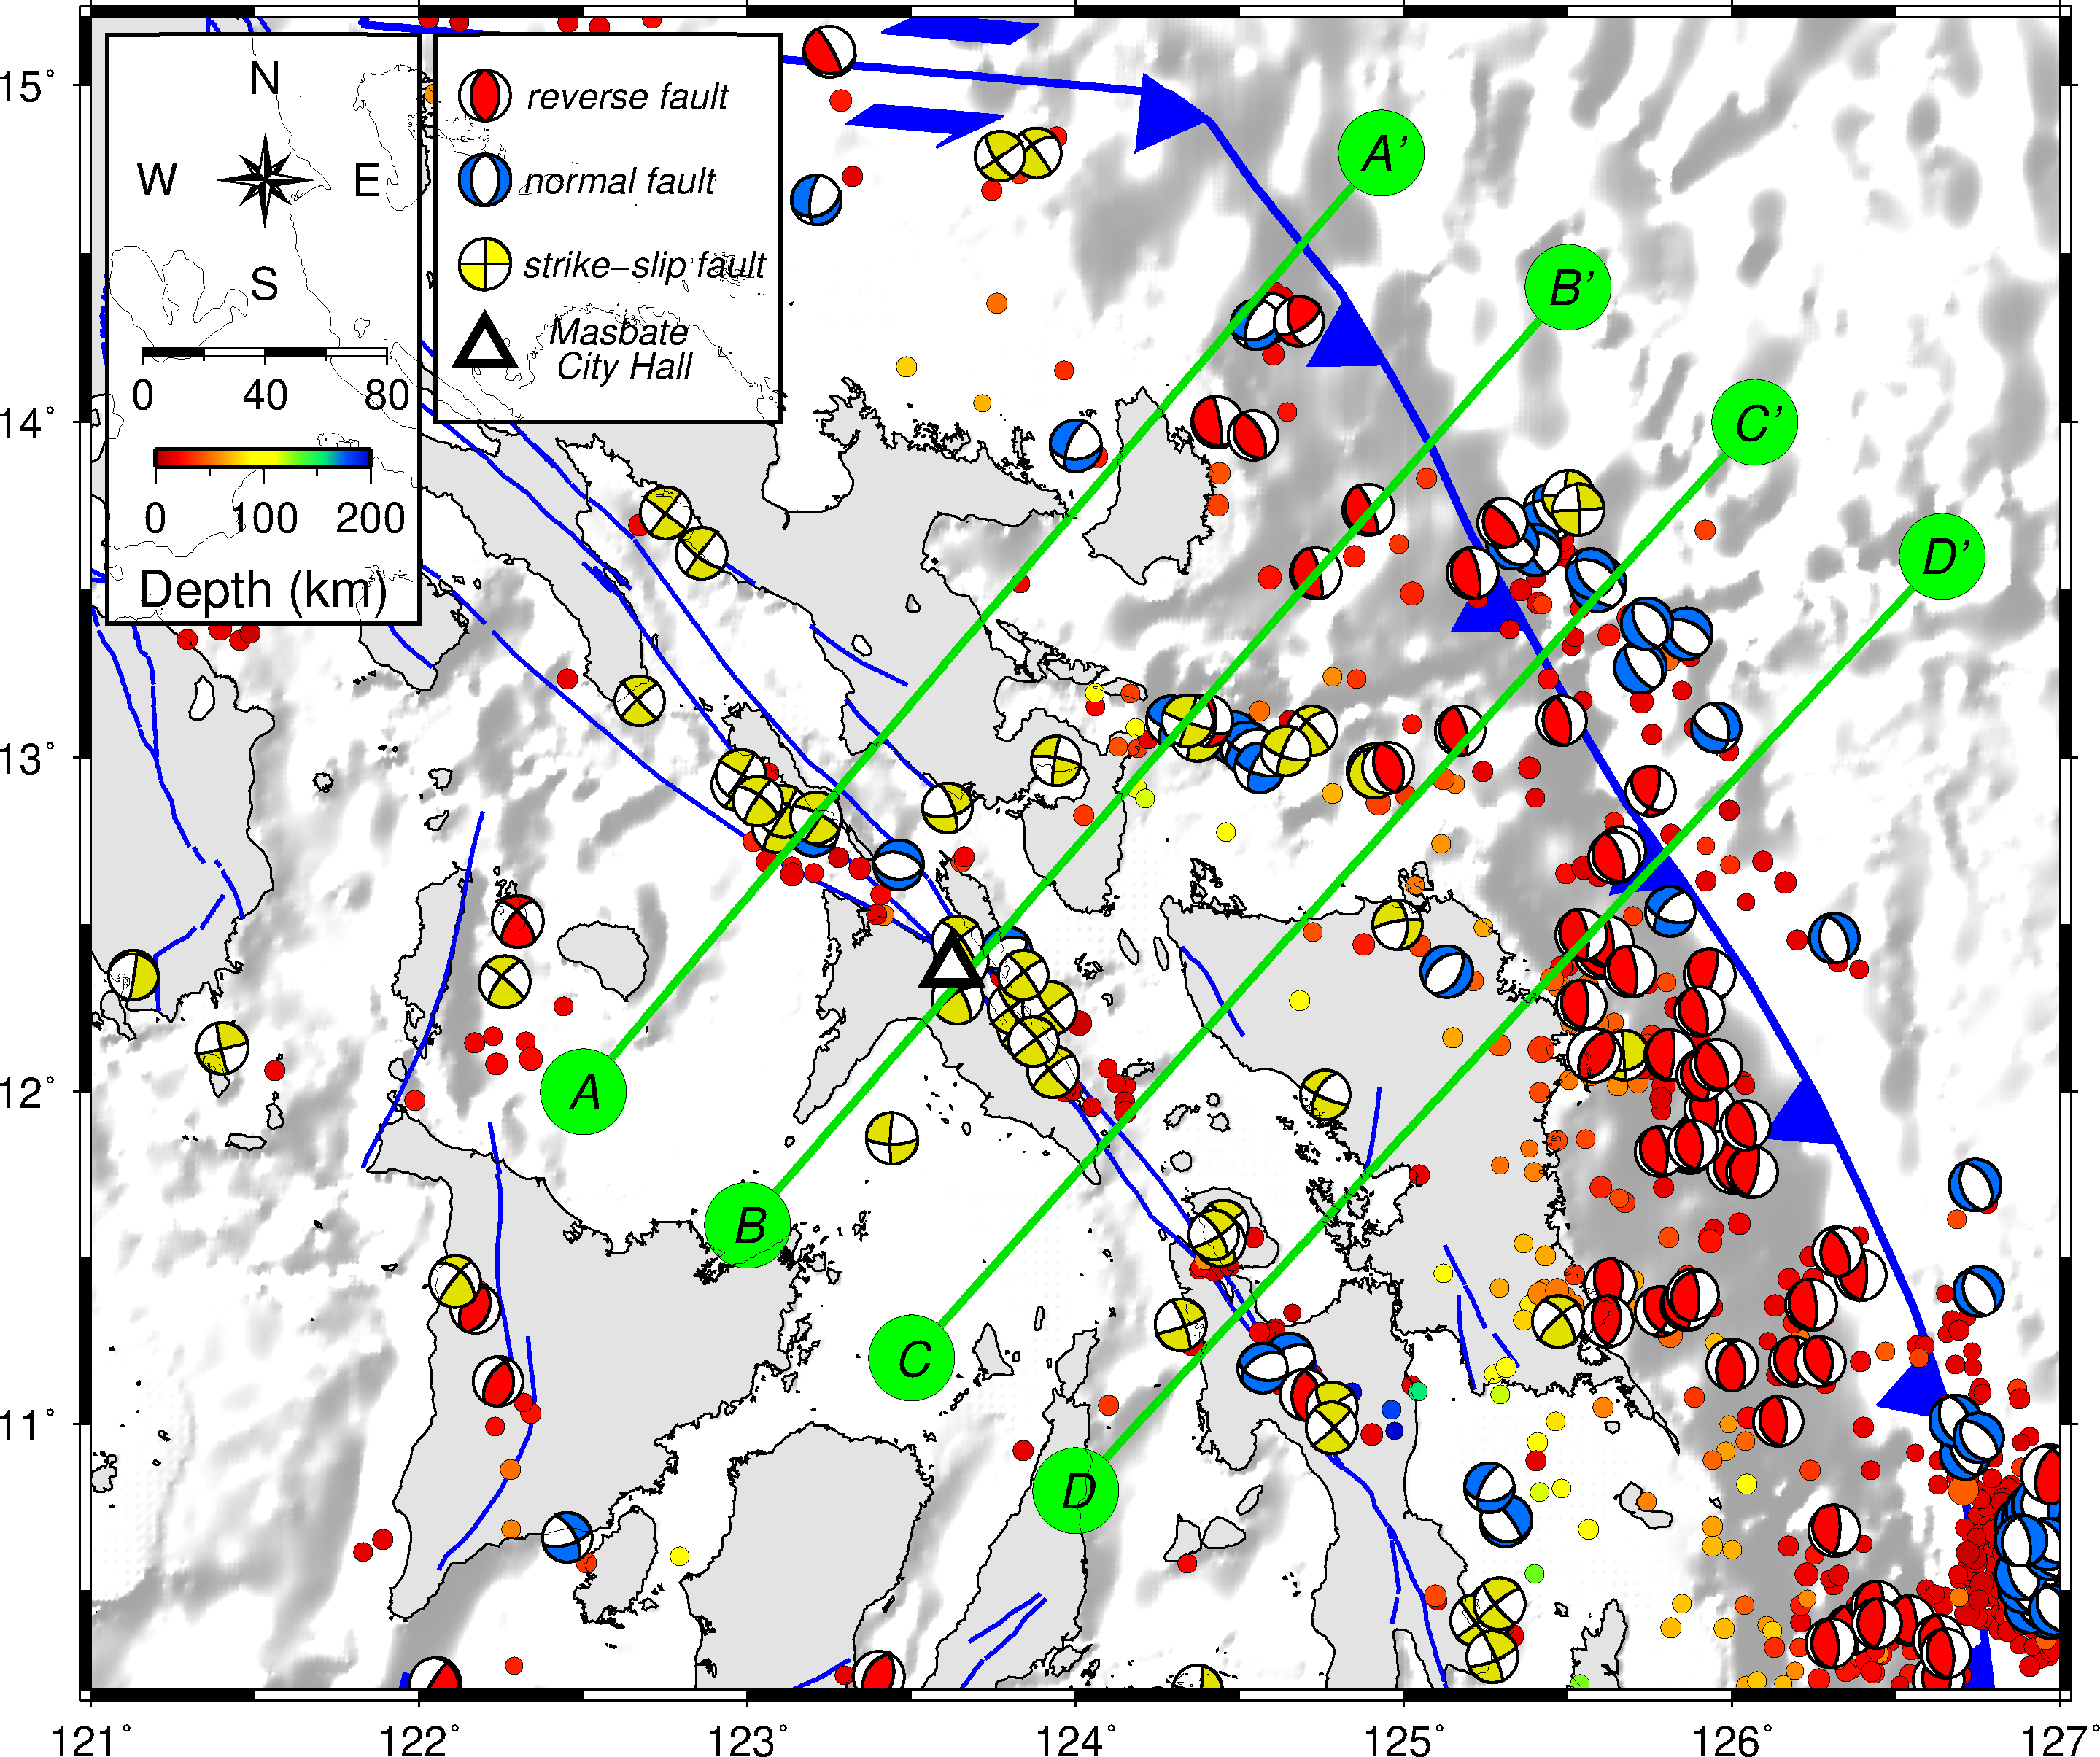 N
W E
S
0 40 80
0 100 200
Depth (km)
reverse fault
normal fault
strike–slip fault
Masbate
City Hall
A’
B’
C’
D’
A
B
C
D
15°
14°
13°
12°
11°
121° 122° 123° 124° 125° 126° 127°